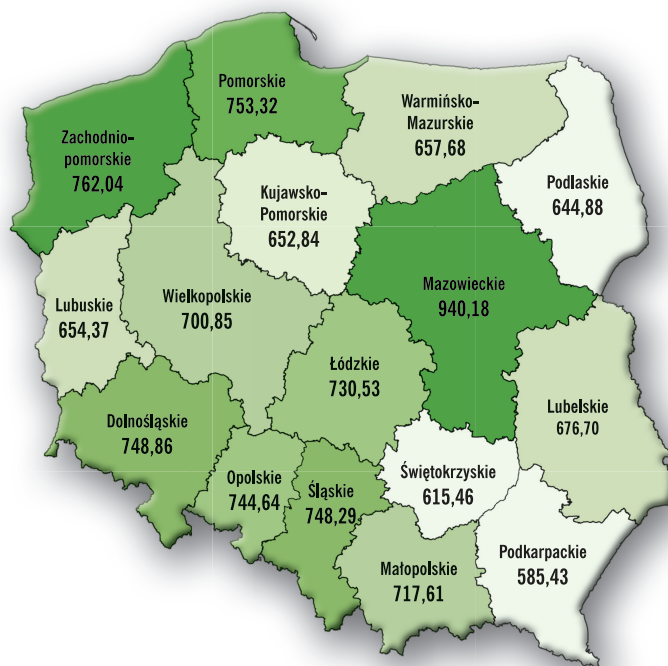 Pomorskie
753,32
Warmińsko-
Mazurskie
657,68
Zachodnio-
pomorskie
762,04
Podlaskie
644,88
Kujawsko-
Pomorskie
652,84
Mazowieckie
940,18
Lubuskie
654,37
Wielkopolskie
700,85
Łódzkie
730,53
Lubelskie
676,70
Dolnośląskie
748,86
Opolskie
744,64
Śląskie
748,29
Świętokrzyskie
615,46
Podkarpackie
585,43
Małopolskie
717,61